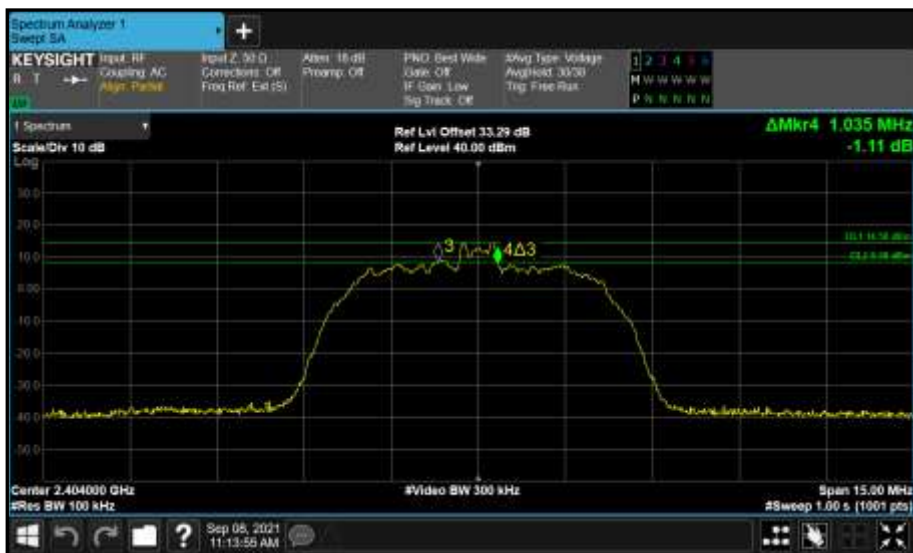 Spectrum Analyzer 1
Swept SA
+
KEYSIGHT
R T
Input: RF
Coupling: AC
Align: Partial
Input Z: 50 Ω
Corrections: Off
Freq Ref: Ext (S)
Atten: 16 dB
Preamp: Off
PNO: Best Wide
Gate: Off
IF Gain: Low
Sig Track: Off
#Avg Type: Voltage
Avg|Hold: 30/30
Trig: Free Run
1 2 3 4 5 6
M W W W W W
P N N N N N
1 Spectrum
Scale/Div 10 dB
Ref Lvl Offset 33.29 dB
Ref Level 40.00 dBm
ΔMkr4 1.035 MHz
-1.11 dB
Log
30.0
20.0
10.0
0.00
-10.0
-20.0
-30.0
-40.0
-50.0
3
4Δ3
Center 2.404000 GHz
#Res BW 100 kHz
#Video BW 300 kHz
Span 15.00 MHz
#Sweep 1.00 s (1001 pts)
?
Sep 08, 2021
11:13:55 AM